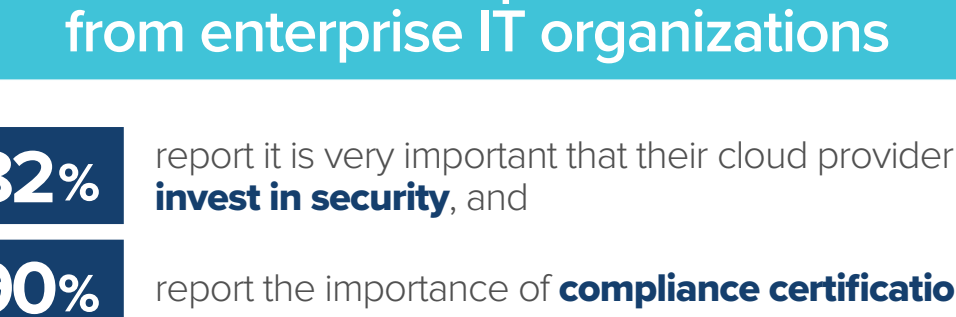 from enterprise IT organizations
report it is very important that their cloud provider
invest in security, and
report the importance of compliance